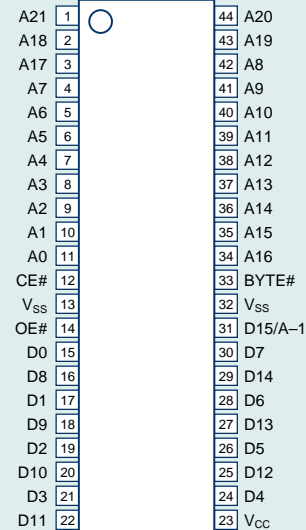 A21 1 44 A20
A18 2 43 A19
A17 3 42 A8
A7 4 41 A9
A6 5 40 A10
A5 6 39 A11
A4 7 38 A12
A3 8 37 A13
A2 9 36 A14
A1 10 35 A15
A0 11 34 A16
CE# 12 33 BYTE#
VSS 13 32 VSS
OE# 14 31 D15/A–1
D0 15 30 D7
D8 16 29 D14
D1 17 28 D6
D9 18 27 D13
D2 19 26 D5
D10 20 25 D12
D3 21 24 D4
D11 22 23 VCC